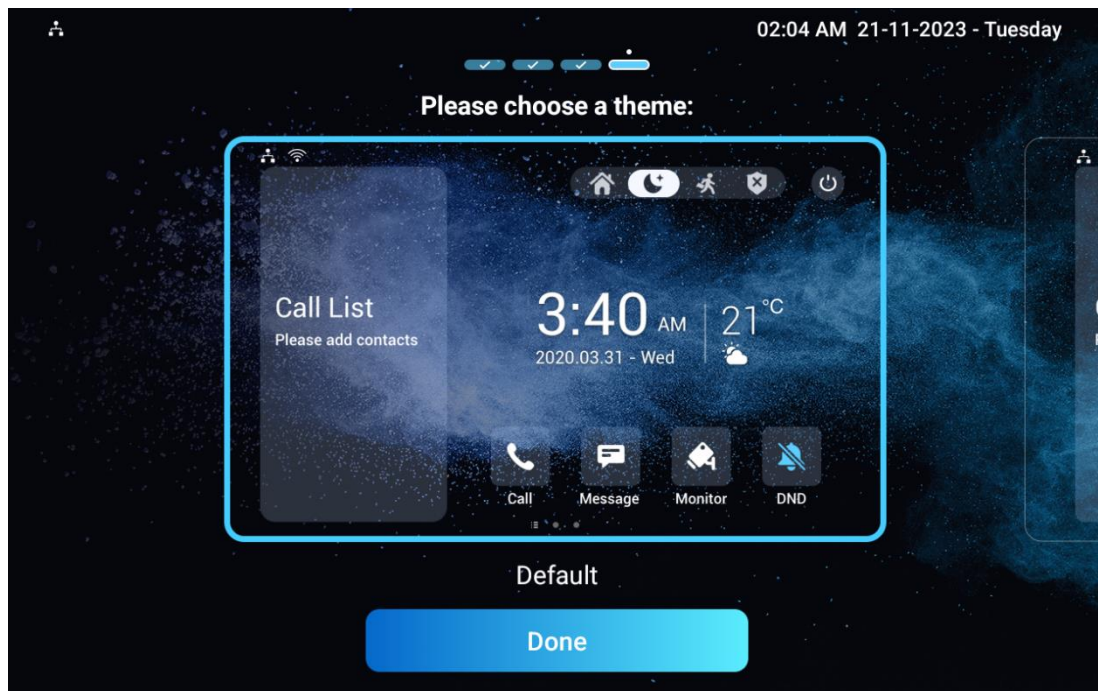 02:04 AM 21-11-2023 - Tuesday
Please choose a theme:
Call List
Please add contacts
3:40 AM
21°C
2020.03.31 - Wed
Call
Message
Monitor
DND
Default
Done